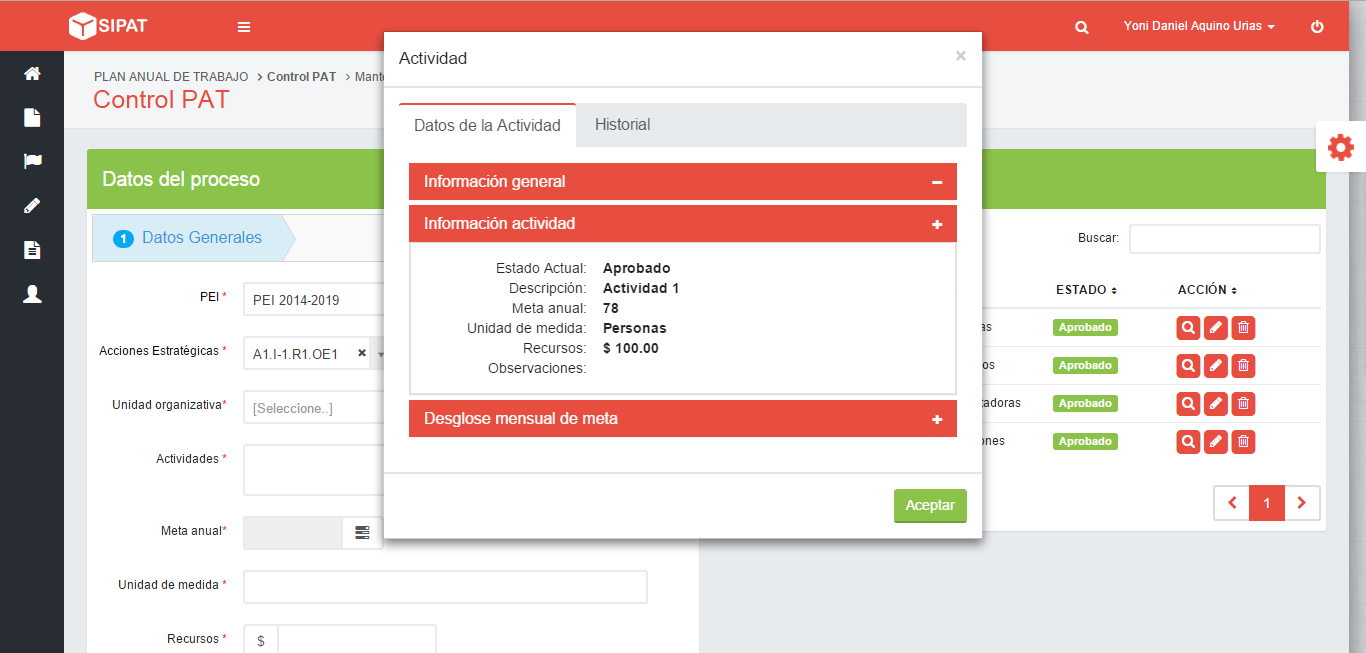 SIPAT
Yoni Daniel Aquino Urias
PLAN ANUAL DE TRABAJO > Control PAT > Mante
Control PAT
Actividad
×
Datos de la Actividad
Historial
Información general
Información actividad
Estado Actual: Aprobado
Descripción: Actividad 1
Meta anual: 78
Unidad de medida: Personas
Recursos: $ 100.00
Observaciones:
Desglose mensual de meta
Aceptar
Datos del proceso
1 Datos Generales
PEI * PEI 2014-2019
Acciones Estratégicas * A1.I-1.R1.OE1
Unidad organizativa* [Seleccione..]
Actividades *
Meta anual*
Unidad de medida *
Recursos * $
Buscar:
ESTADO ACCIÓN
as Aprobado
os Aprobado
tadoras Aprobado
ones Aprobado
1